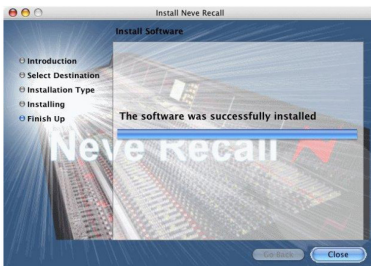 Install Neve Recall
Install Software
Introduction
Select Destination
Installation Type
Installing
Finish Up
The software was successfully installed
Neve Recall
Go Back
Close